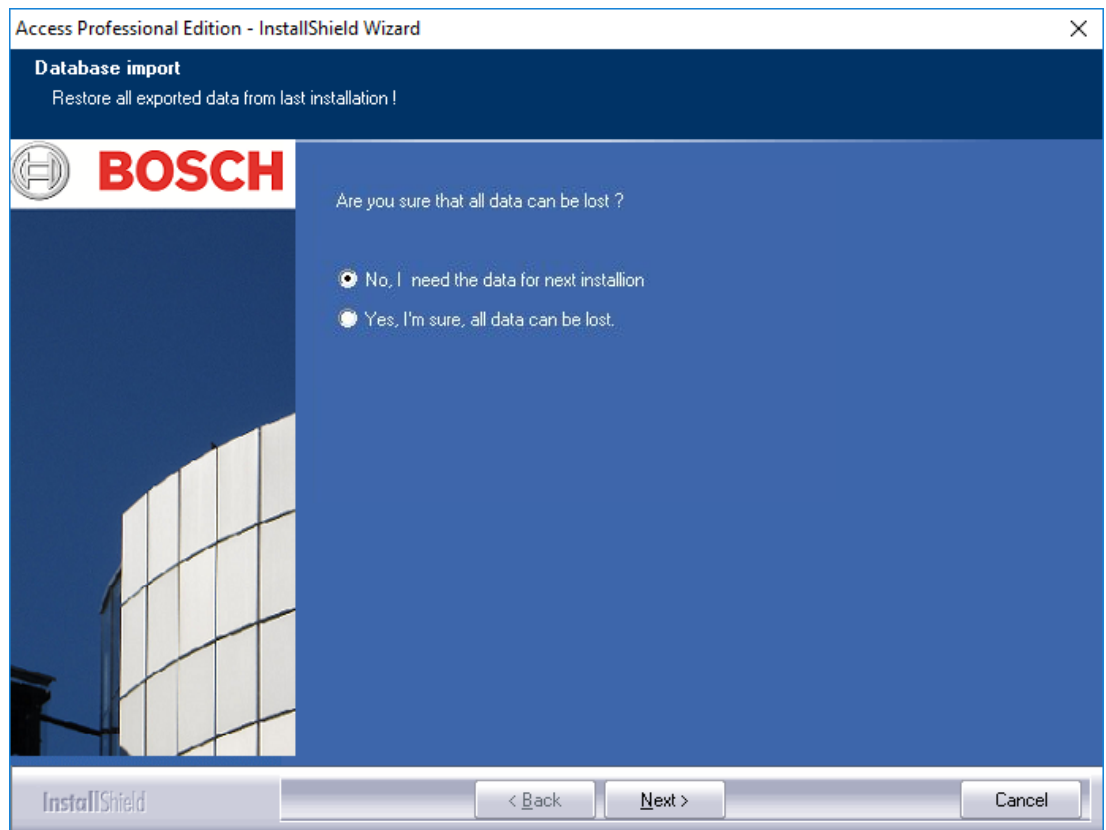 Access Professional Edition - InstallShield Wizard
Database import
Restore all exported data from last installation !
BOSCH
Are you sure that all data can be lost ?
No, I need the data for next installion
Yes, I'm sure, all data can be lost.
InstallShield
< Back
Next >
Cancel